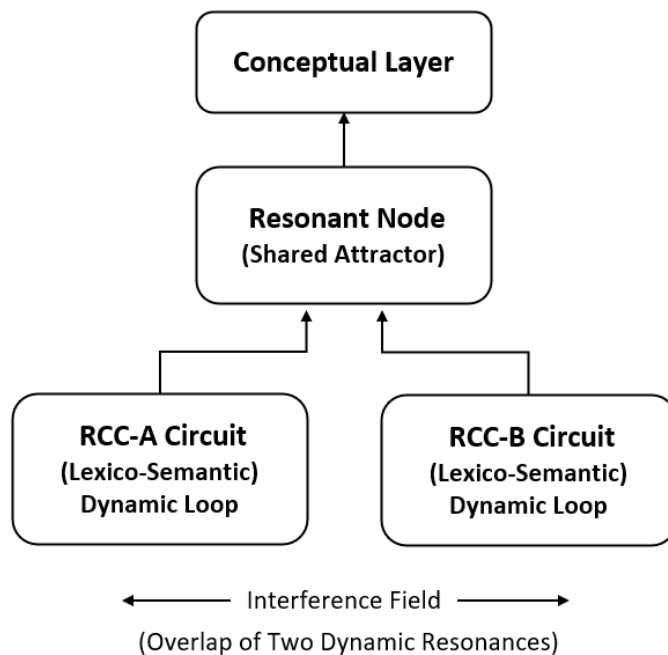 Conceptual Layer
Resonant Node
(Shared Attractor)
RCC-A Circuit
(Lexico-Semantic)
Dynamic Loop
RCC-B Circuit
(Lexico-Semantic)
Dynamic Loop
Interference Field
(Overlap of Two Dynamic Resonances)